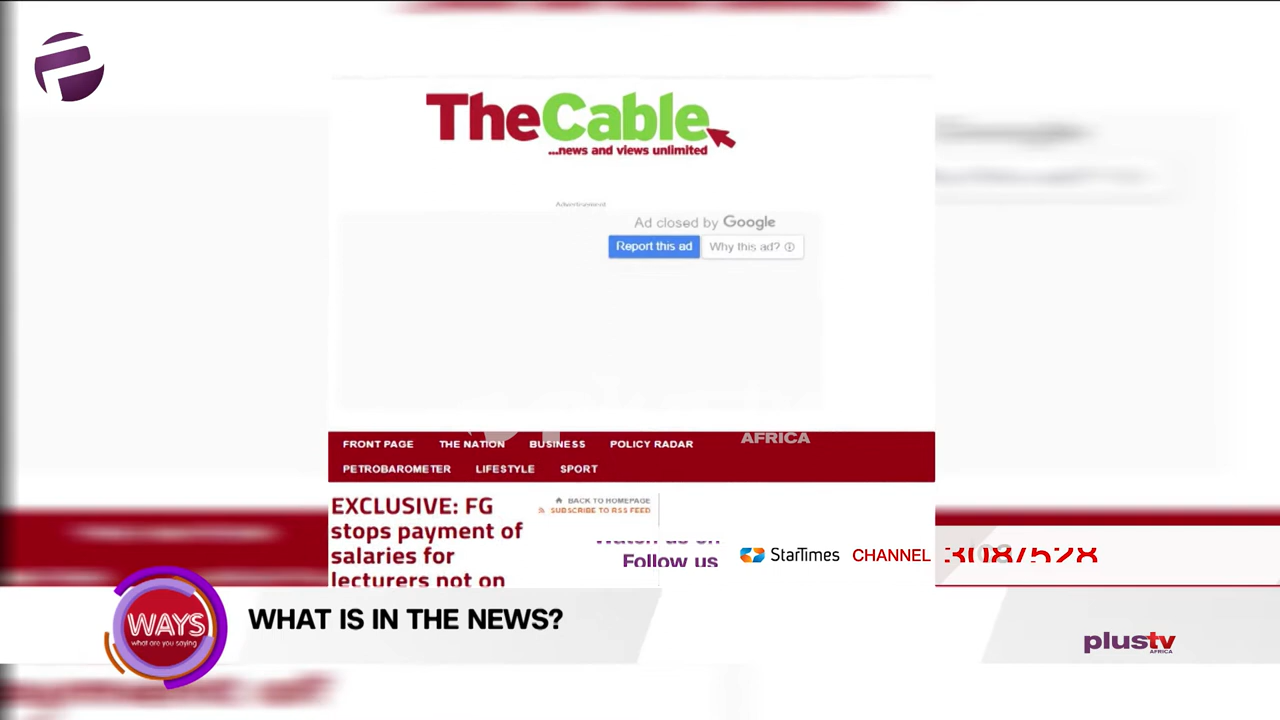 TheCable
...news and views unlimited
Advertisement
Ad closed by Google
Report this ad
Why this ad?
AFRICA
FRONT PAGE THE NATION BUSINESS POLICY RADAR
PETROBAROMETER LIFESTYLE SPORT
EXCLUSIVE: FG
stops payment of
salaries for
lecturers not on
BACK TO HOMEPAGE
SUBSCRIBE TO RSS FEED
Follow us
StarTimes CHANNEL
WAYS
what are you saying
WHAT IS IN THE NEWS?
plustv
AFRICA